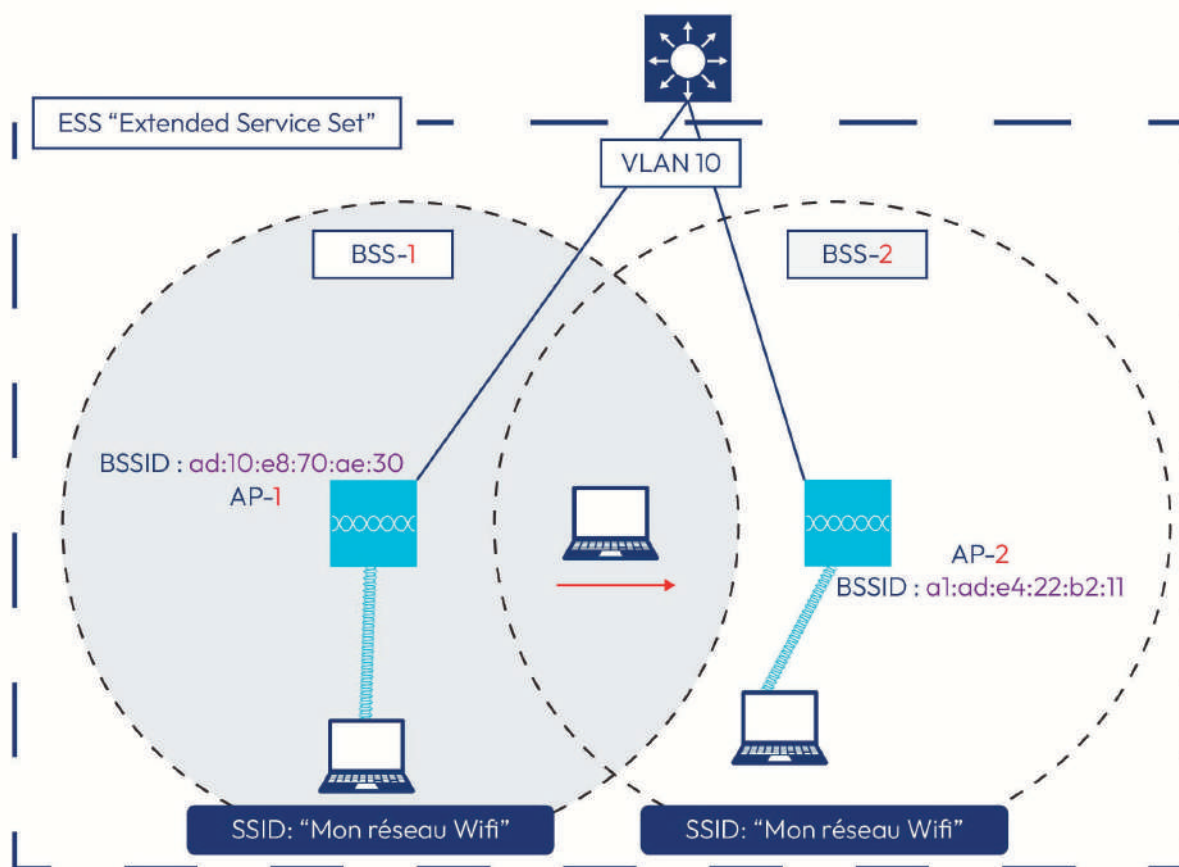 ESS “Extended Service Set”
VLAN 10
BSS-1
BSS-2
BSSID : ad:10:e8:70:ae:30
AP-1
AP-2
BSSID : a1:ad:e4:22:b2:11
SSID: “Mon réseau Wifi”
SSID: “Mon réseau Wifi”